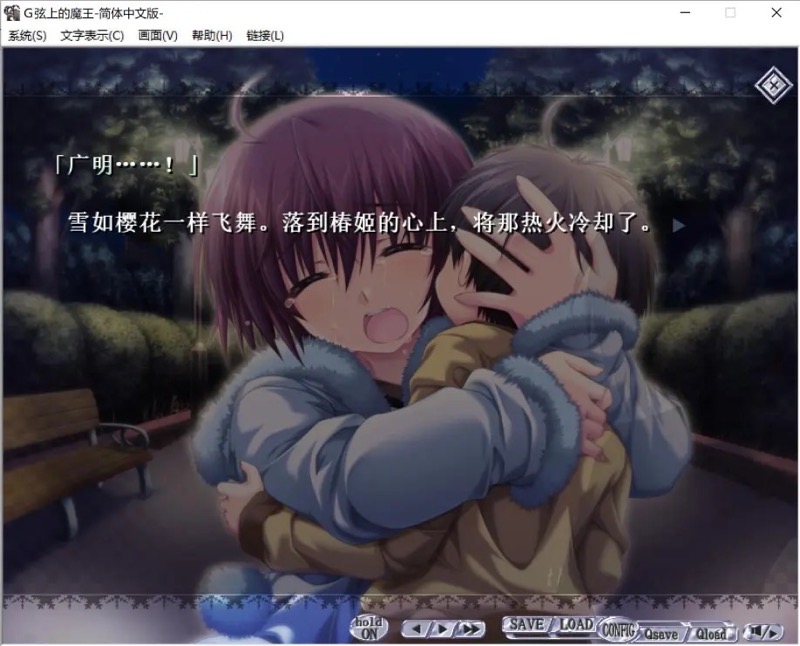 G弦上的魔王-简体中文版-
系统(S) 文字表示(C) 画面(V) 帮助(H) 链接(L)
「广明……！」
雪如樱花一样飞舞。落到椿姬的心上，将那热火冷却了。
hold ON SAVE / LOAD CONFIG Qsave / Qload